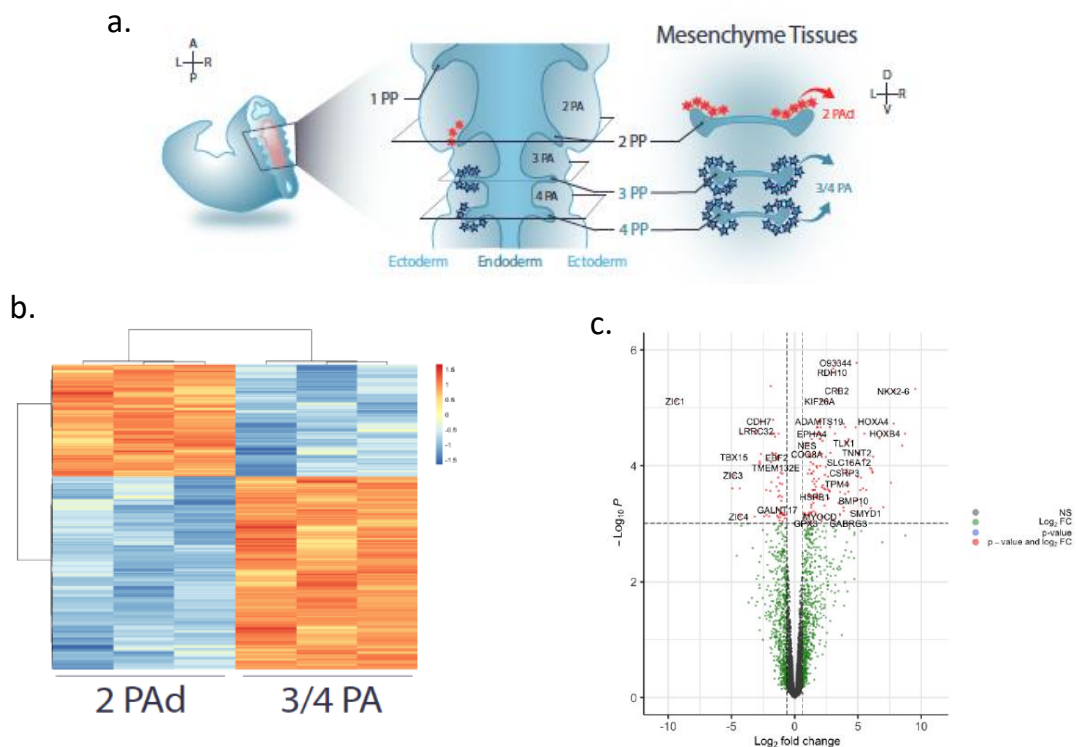 a.
Mesenchyme Tissues
A
L R
P
D
L R
V
1 PP
2 PA
2 PAd
2 PP
3 PA
3 PP
3/4 PA
4 PA
4 PP
Ectoderm Endoderm Ectoderm
b.
1.5
1
0.5
0
-0.5
-1
-1.5
2 PAd 3/4 PA
c.
6
4
2
0
-10 -5 0 5 10
– Log10 P
Log2 fold change
O93344
RDH10
CRB2
NKX2-6
ZIC1
KIF26A
CDH7
ADAMTS19
HOXA4
LRRC32
EPHA4
HOXB4
NES
TLX1
TBX15
EBF2
TNNT2
TMEM132E
SLC16A12
ZIC3
CSRP3
TPM4
HSPB1
BMP10
GALNT17
SMYD1
ZIC4
MYOCD
GABRG3
NS
Log2 FC
p-value
p – value and log2 FC